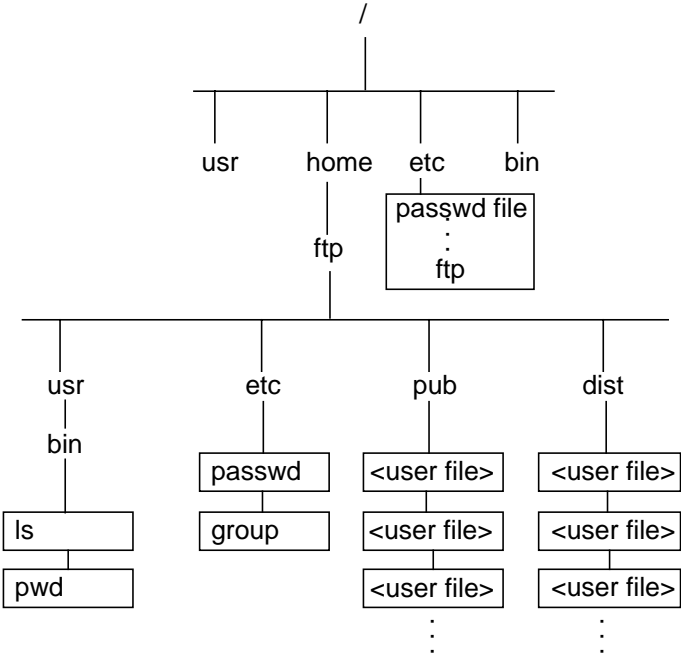 /
usr home etc bin
passwd file
.
.
.
ftp
ftp
usr etc pub dist
bin
passwd <user file> <user file>
ls group <user file> <user file>
pwd <user file> <user file>
. .
. .
. .